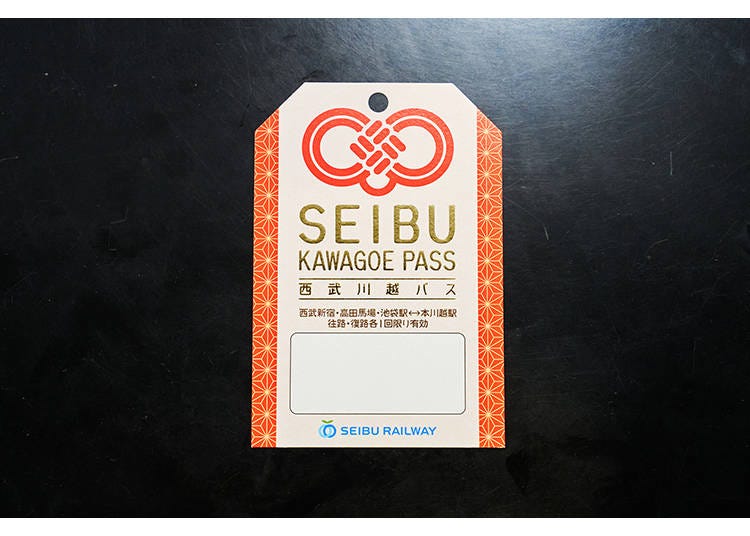 SEIBU
KAWAGOE PASS
西武川越パス
西武新宿・高田馬場・池袋駅↔本川越駅
往路・復路各1回限り有効
SEIBU RAILWAY